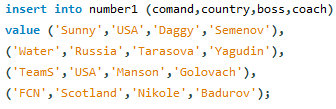 insert into number1 (comand,country,boss,coach)
value ('Sunny','USA','Daggy','Semenov'),
('Water','Russia','Tarasova','Yagudin'),
('TeamS','USA','Manson','Golovach'),
('FCN','Scotland','Nikole','Badurov');